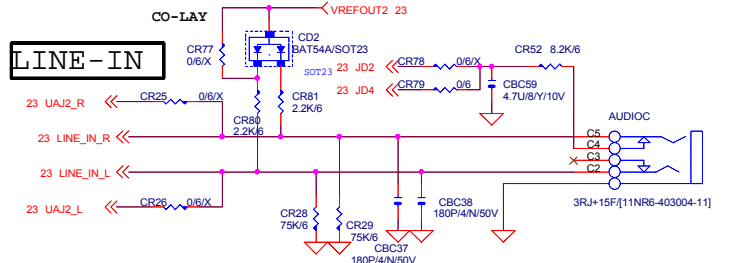 CO-LAY
VREFOUT2 23
LINE-IN
CR77
0/6/X
CD2
BAT54A/SOT23
SOT23
23 JD2
CR78
0/6/X
CR52 8.2K/6
23 JD4
CR79
0/6
CBC59
4.7U/8/Y/10V
23 UAJ2_R
CR25
0/6/X
CR80
2.2K/6
CR81
2.2K/6
AUDIOC
23 LINE_IN_R
C5
C4
C3
C2
23 LINE_IN_L
23 UAJ2_L
CR26
0/6/X
CR28
75K/6
CR29
75K/6
CBC37
180P/4/N/50V
CBC38
180P/4/N/50V
3RJ+15F/[11NR6-403004-11]